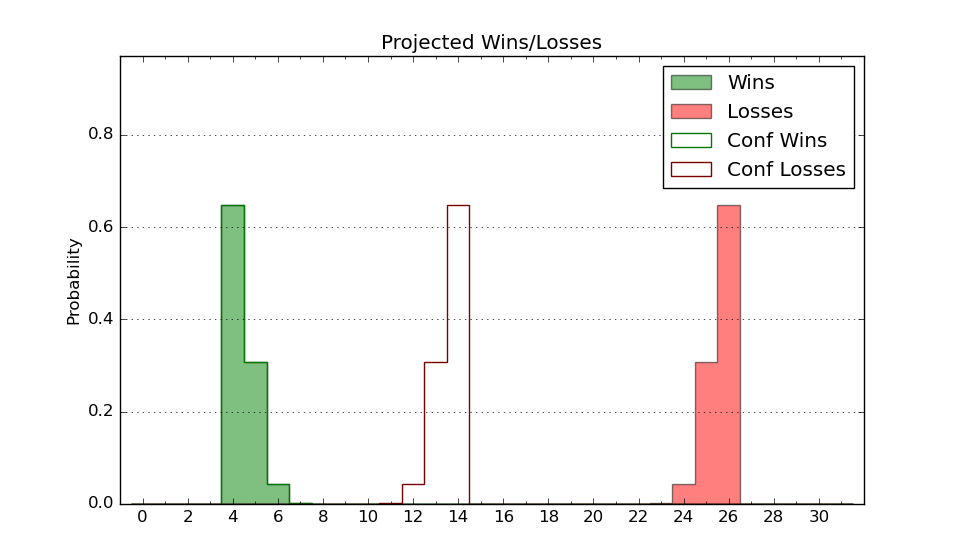 Projected Wins/Losses
Wins
Losses
Conf Wins
Conf Losses
Probability
0.8
0.6
0.4
0.2
0.0
0 2 4 6 8 10 12 14 16 18 20 22 24 26 28 30